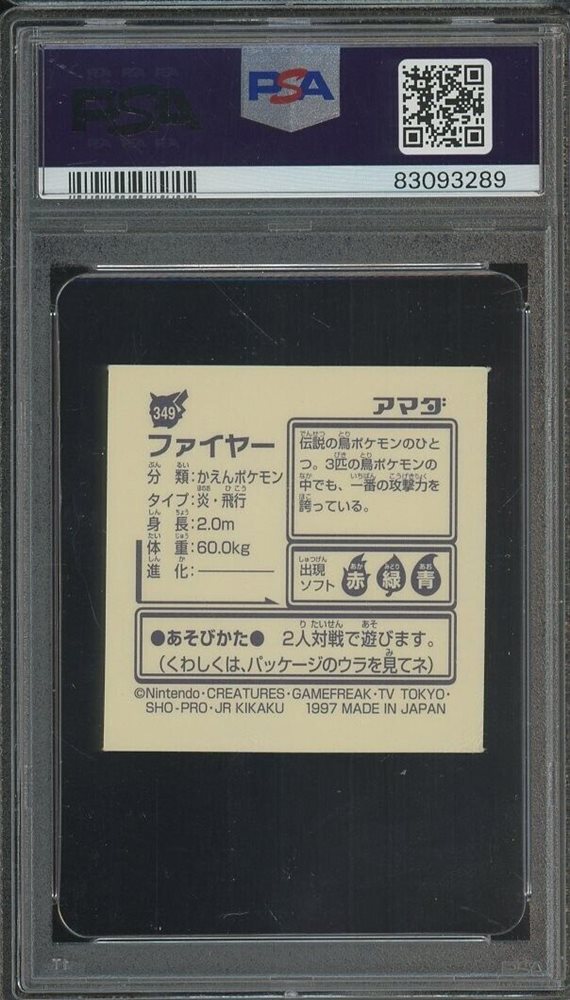 PSA
PSA
83093289
349
アマダ
ファイヤー
分類:かえんポケモン
タイプ:炎・飛行
身長:2.0m
体重:60.0kg
進化:————
伝説の鳥ポケモンのひと
つ。3匹の鳥ポケモンの
中でも、一番の攻撃力を
誇っている。
出現
ソフト
赤 緑 青
●あそびかた● 2人対戦で遊びます。
(くわしくは、パッケージのウラを見てネ)
©Nintendo・CREATURES・GAMEFREAK・TV TOKYO・
SHO-PRO・JR KIKAKU 1997 MADE IN JAPAN
PSA